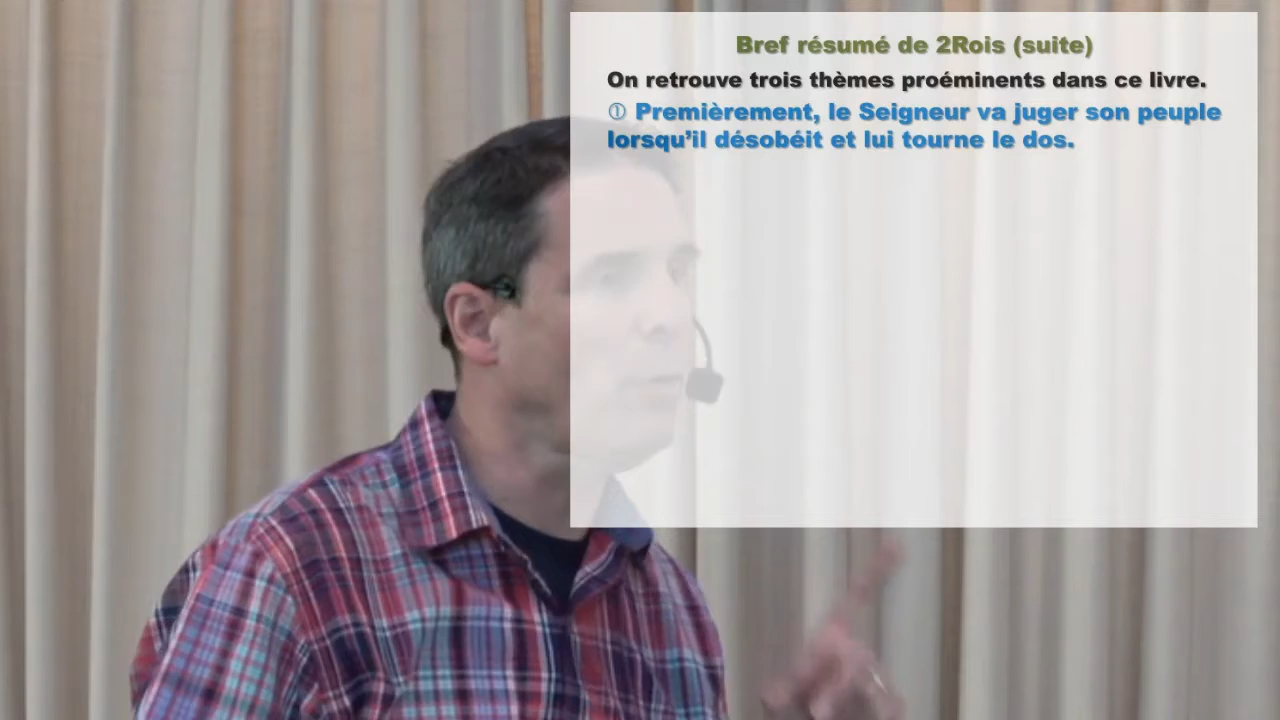 Bref résumé de 2Rois (suite)
On retrouve trois thèmes proéminents dans ce livre.
① Premièrement, le Seigneur va juger son peuple
lorsqu’il désobéit et lui tourne le dos.